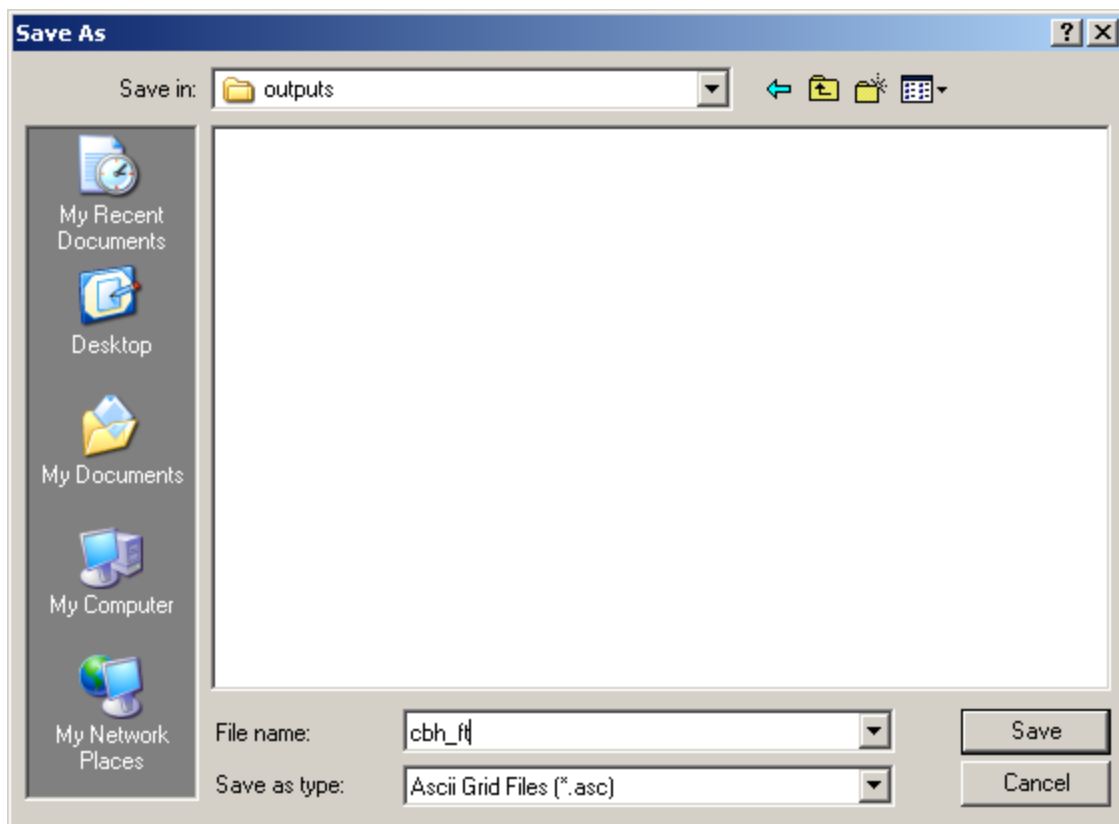 Save As
Save in:
outputs
My Recent
Documents
Desktop
My Documents
My Computer
My Network
Places
File name:
cbh_ft
Save
Save as type:
Ascii Grid Files (*.asc)
Cancel